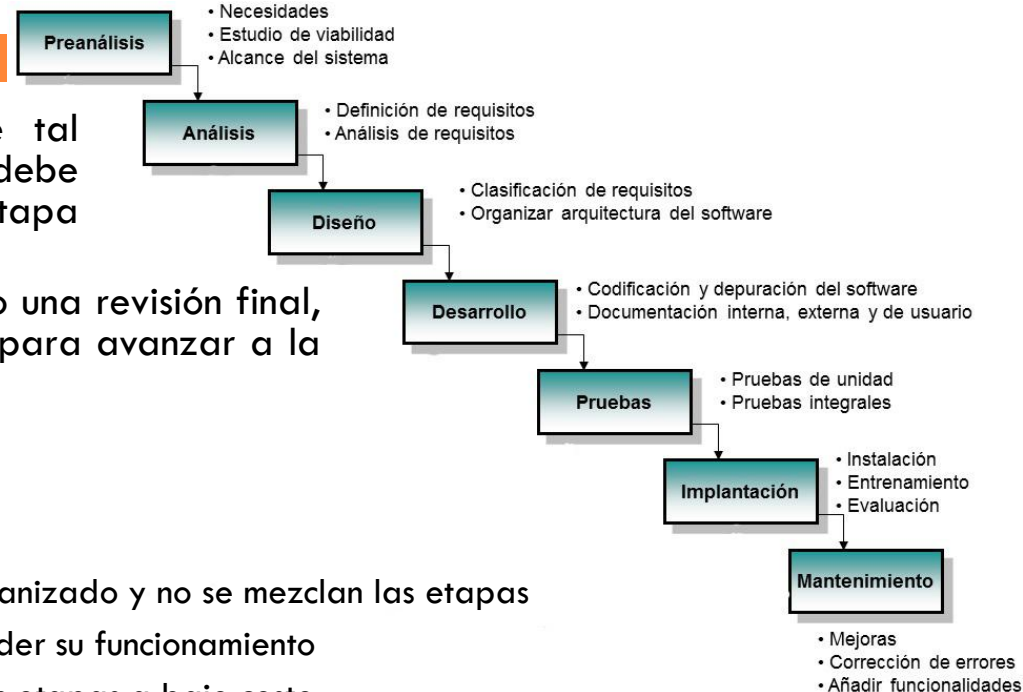 Preanálisis
• Necesidades
• Estudio de viabilidad
• Alcance del sistema
Análisis
• Definición de requisitos
• Análisis de requisitos
tal
debe
etapa
Diseño
• Clasificación de requisitos
• Organizar arquitectura del software
o una revisión final,
para avanzar a la
Desarrollo
• Codificación y depuración del software
• Documentación interna, externa y de usuario
Pruebas
• Pruebas de unidad
• Pruebas integrales
Implantación
• Instalación
• Entrenamiento
• Evaluación
Mantenimiento
• Mejoras
• Corrección de errores
• Añadir funcionalidades
anizado y no se mezclan las etapas
der su funcionamiento